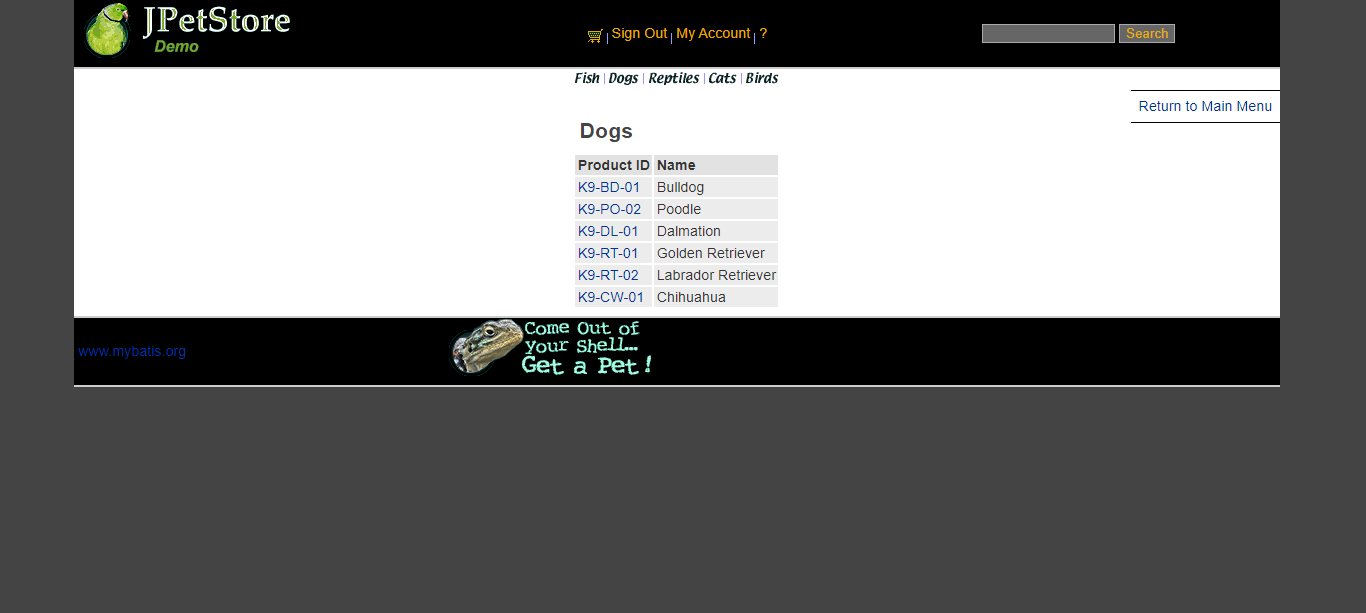 JPetStore
Demo
Sign Out | My Account | ?
Search
Fish | Dogs | Reptiles | Cats | Birds
Return to Main Menu
Dogs
Product ID Name
K9-BD-01 Bulldog
K9-PO-02 Poodle
K9-DL-01 Dalmation
K9-RT-01 Golden Retriever
K9-RT-02 Labrador Retriever
K9-CW-01 Chihuahua
www.mybatis.org
Come Out of
your Shell...
Get a Pet!